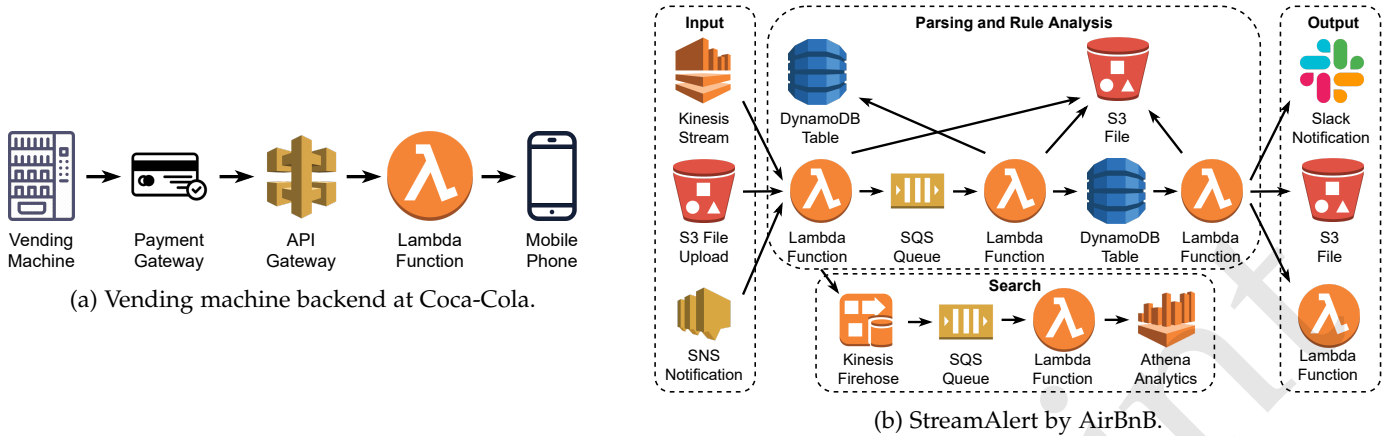 Vending
Machine
Payment
Gateway
API
Gateway
Lambda
Function
Mobile
Phone
(a) Vending machine backend at Coca-Cola.
Input
Kinesis
Stream
S3 File
Upload
SNS
Notification
Parsing and Rule Analysis
DynamoDB
Table
S3
File
Lambda
Function
SQS
Queue
Lambda
Function
DynamoDB
Table
Lambda
Function
Search
Kinesis
Firehose
SQS
Queue
Lambda
Function
Athena
Analytics
Output
Slack
Notification
S3
File
Lambda
Function
(b) StreamAlert by AirBnB.